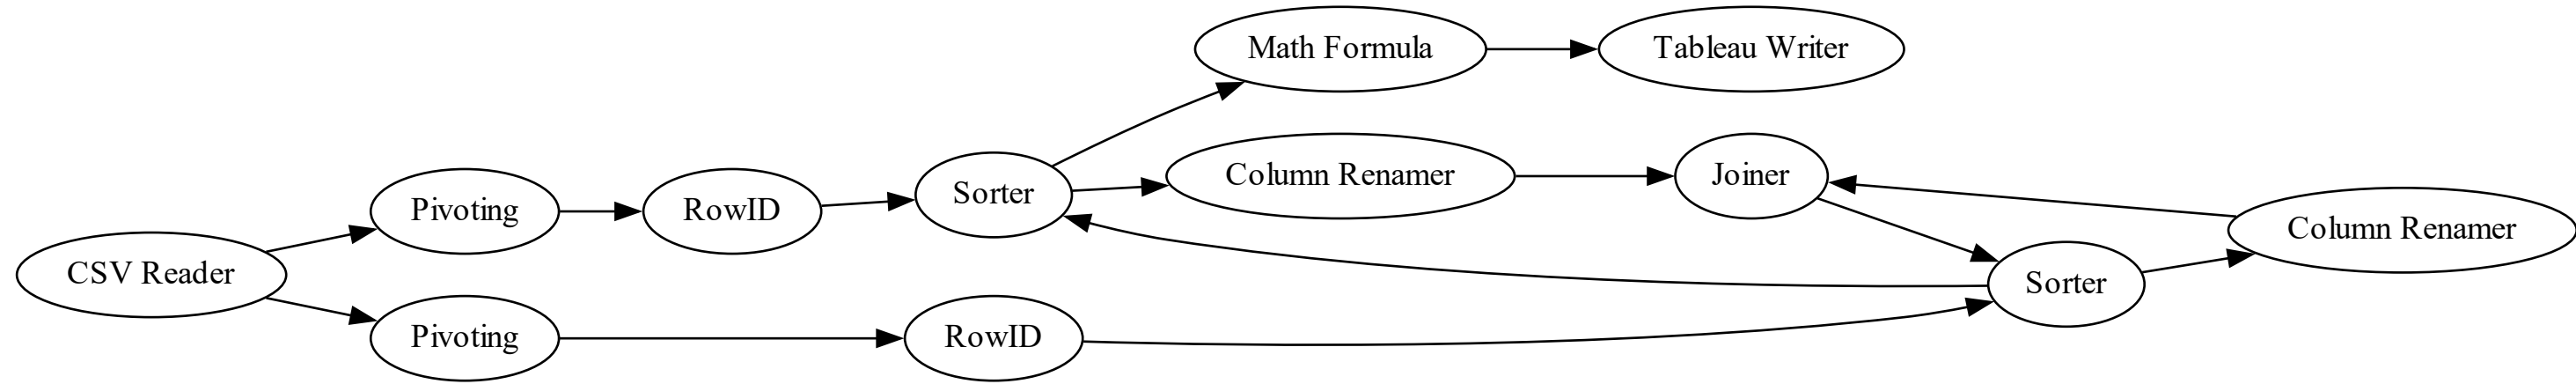 Math Formula
Tableau Writer
Column Renamer
Joiner
Sorter
Pivoting
RowID
Column Renamer
CSV Reader
Sorter
Pivoting
RowID